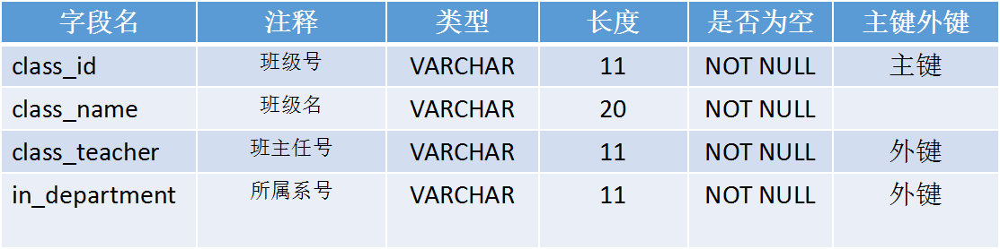 字段名 注释 类型 长度 是否为空 主键外键
class_id 班级号 VARCHAR 11 NOT NULL 主键
class_name 班级名 VARCHAR 20 NOT NULL
class_teacher 班主任号 VARCHAR 11 NOT NULL 外键
in_department 所属系号 VARCHAR 11 NOT NULL 外键